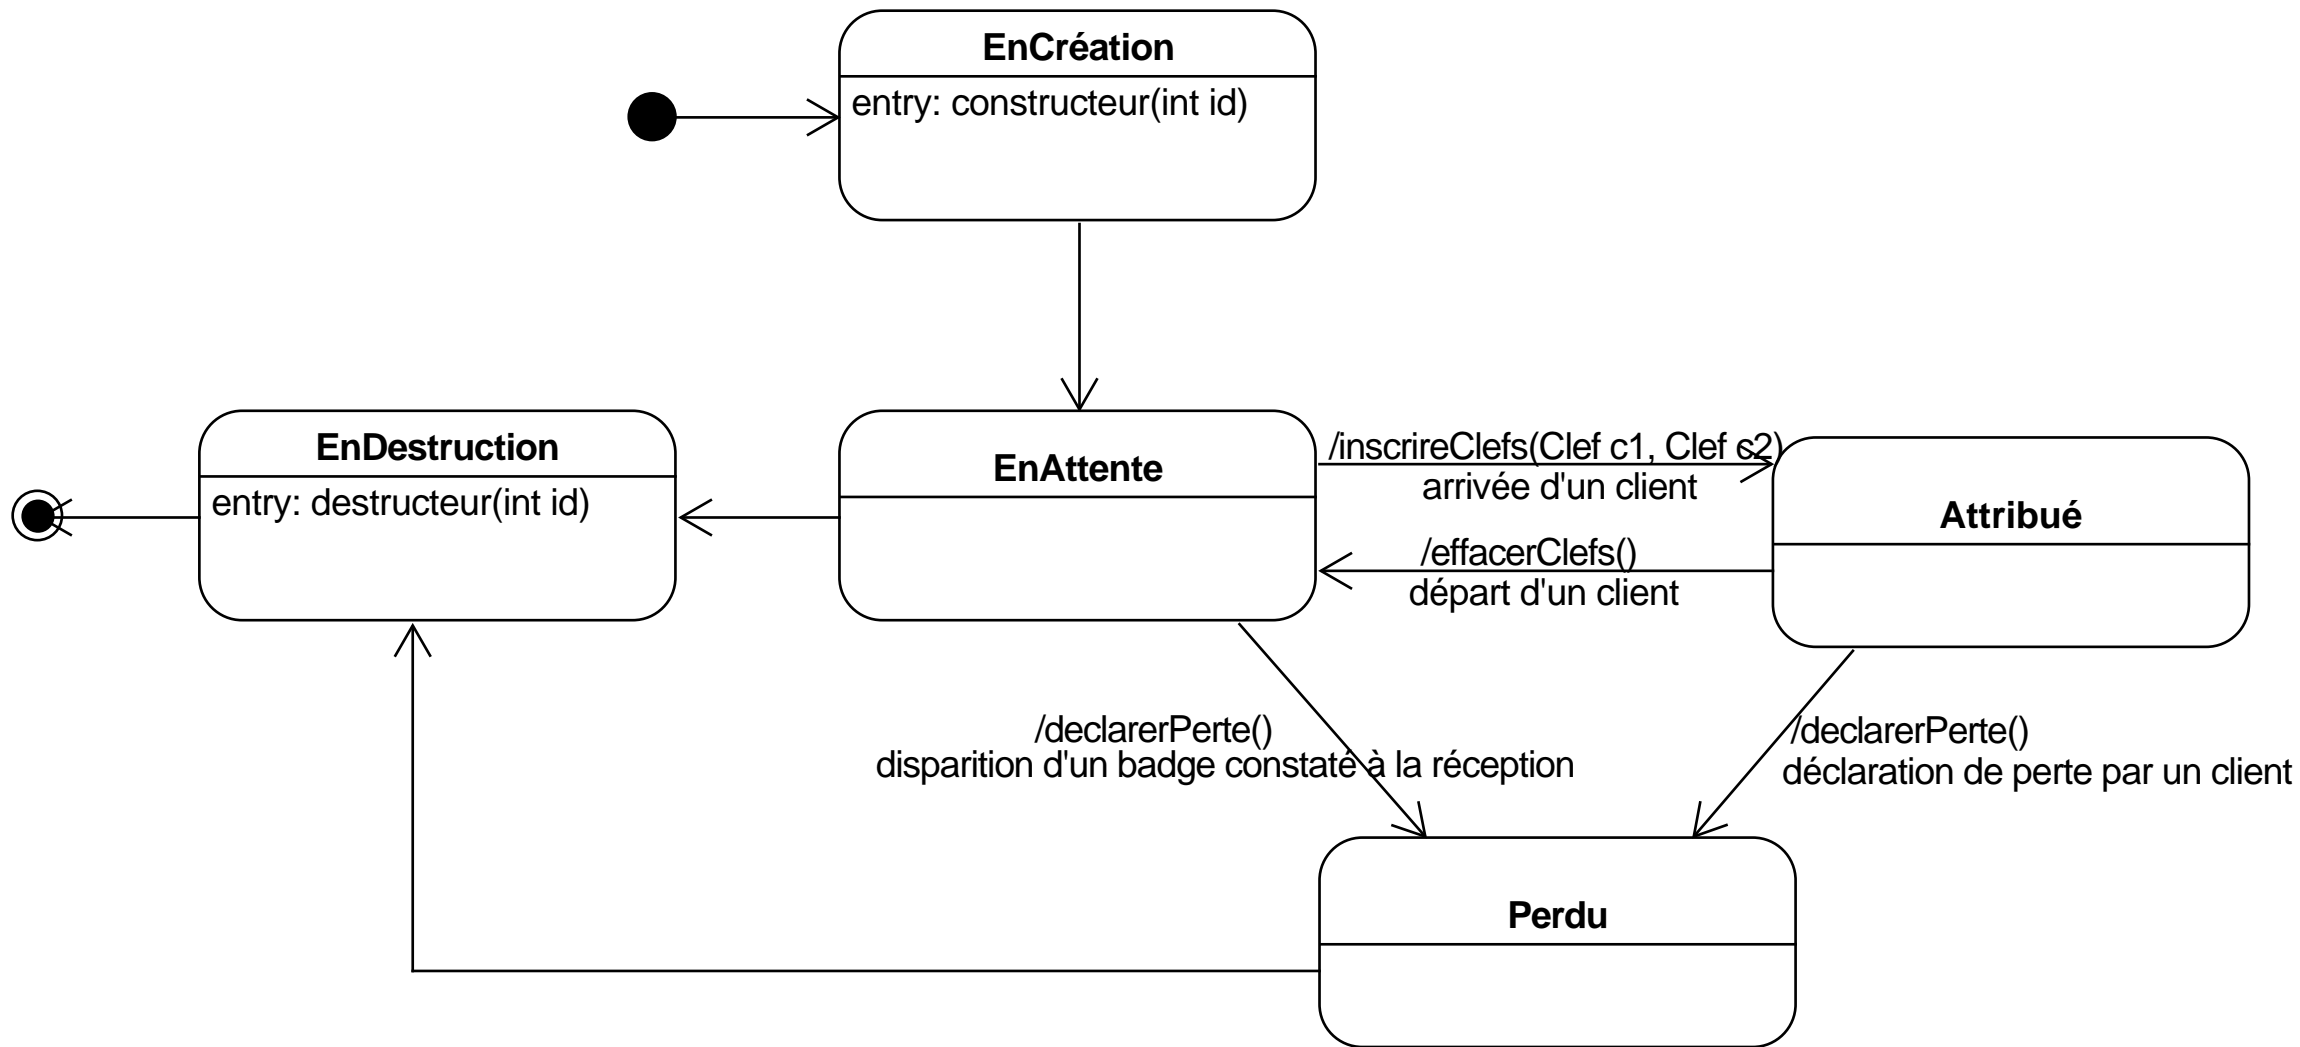 EnCréation
entry: constructeur(int id)
EnDestruction
entry: destructeur(int id)
EnAttente
/inscrireClefs(Clef c1, Clef c2)
arrivée d'un client
/effacerClefs()
départ d'un client
Attribué
/declarerPerte()
disparition d'un badge constaté à la réception
/declarerPerte()
déclaration de perte par un client
Perdu